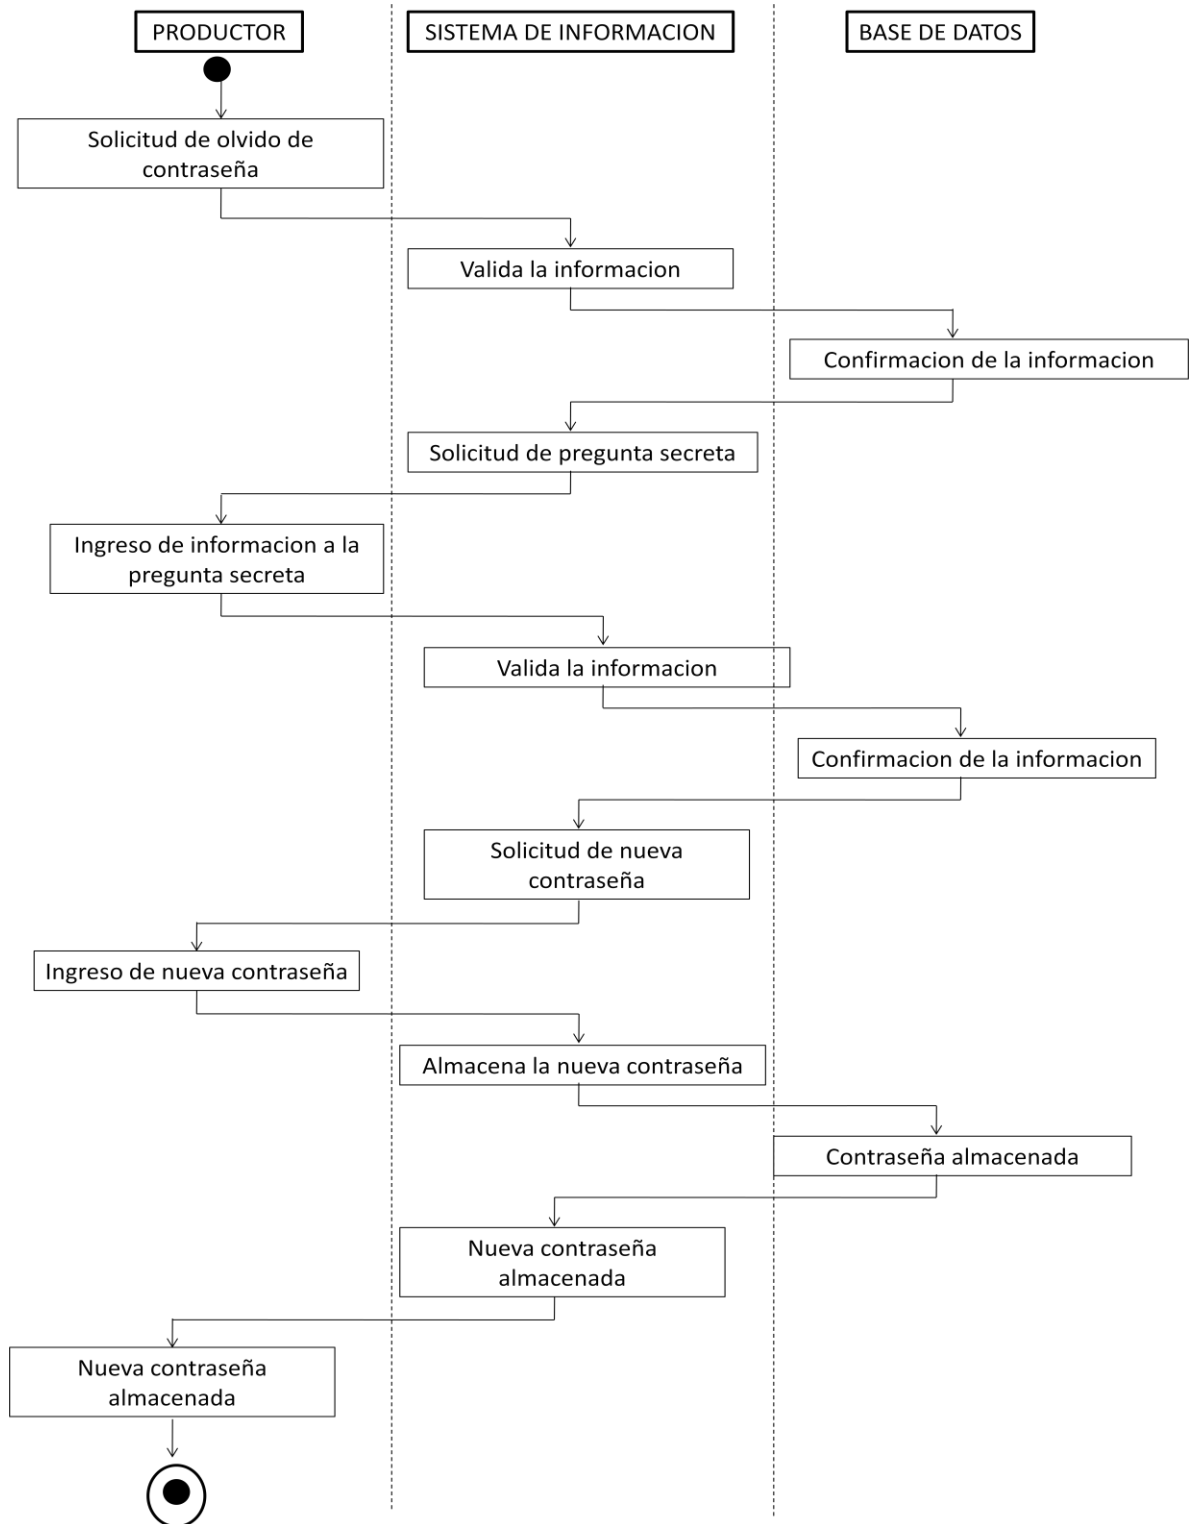 PRODUCTOR
SISTEMA DE INFORMACION
BASE DE DATOS
Solicitud de olvido de
contraseña
Valida la informacion
Confirmacion de la informacion
Solicitud de pregunta secreta
Ingreso de informacion a la
pregunta secreta
Valida la informacion
Confirmacion de la informacion
Solicitud de nueva
contraseña
Ingreso de nueva contraseña
Almacena la nueva contraseña
Contraseña almacenada
Nueva contraseña
almacenada
Nueva contraseña
almacenada